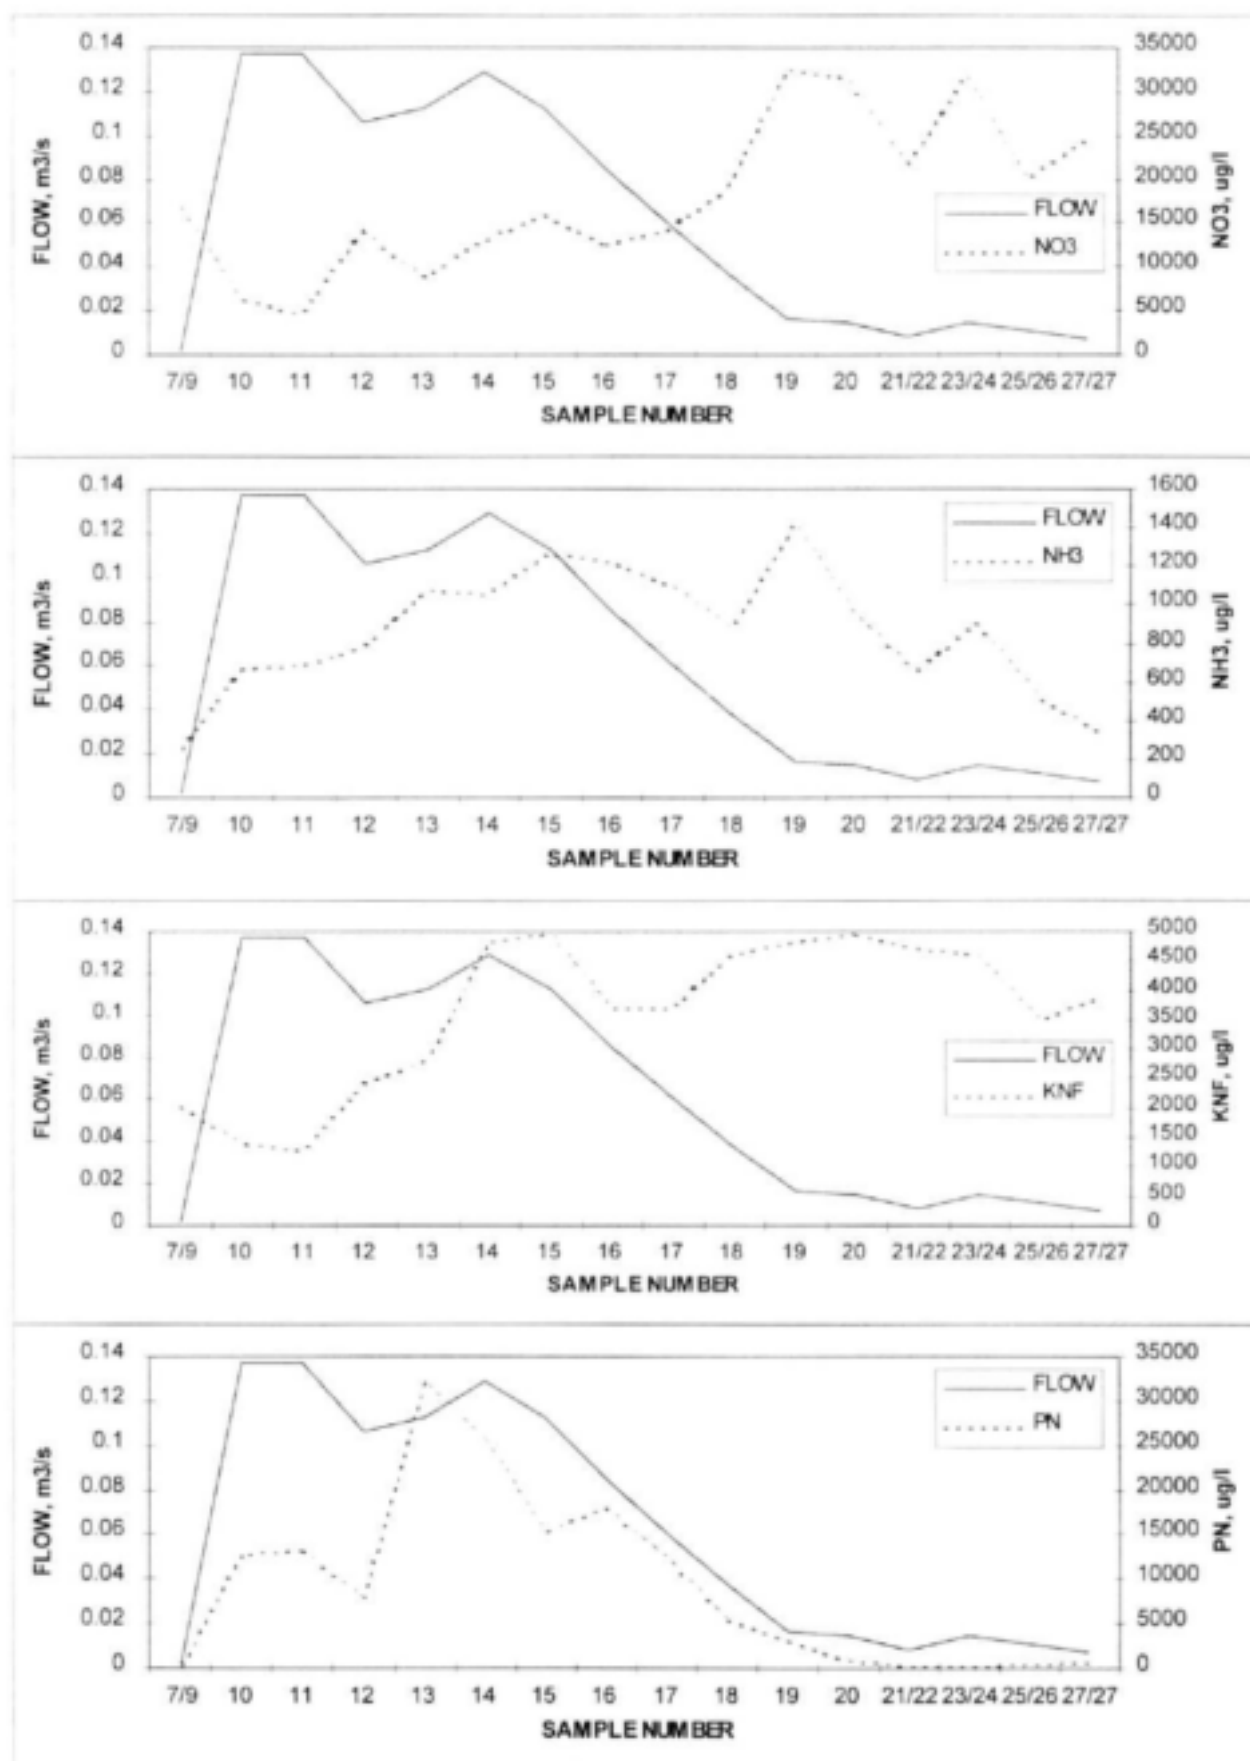 0.14
0.12
0.1
0.08
0.06
0.04
0.02
0
FLOW, m3/s
35000
30000
25000
20000
15000
10000
5000
0
NO3, ug/l
FLOW
NO3
7/9 10 11 12 13 14 15 16 17 18 19 20 21/22 23/24 25/26 27/27
SAMPLE NUMBER
0.14
0.12
0.1
0.08
0.06
0.04
0.02
0
FLOW, m3/s
1600
1400
1200
1000
800
600
400
200
0
NH3, ug/l
FLOW
NH3
7/9 10 11 12 13 14 15 16 17 18 19 20 21/22 23/24 25/26 27/27
SAMPLE NUMBER
0.14
0.12
0.1
0.08
0.06
0.04
0.02
0
FLOW, m3/s
5000
4500
4000
3500
3000
2500
2000
1500
1000
500
0
KNF, ug/l
FLOW
KNF
7/9 10 11 12 13 14 15 16 17 18 19 20 21/22 23/24 25/26 27/27
SAMPLE NUMBER
0.14
0.12
0.1
0.08
0.06
0.04
0.02
0
FLOW, m3/s
35000
30000
25000
20000
15000
10000
5000
0
PN, ug/l
FLOW
PN
7/9 10 11 12 13 14 15 16 17 18 19 20 21/22 23/24 25/26 27/27
SAMPLE NUMBER